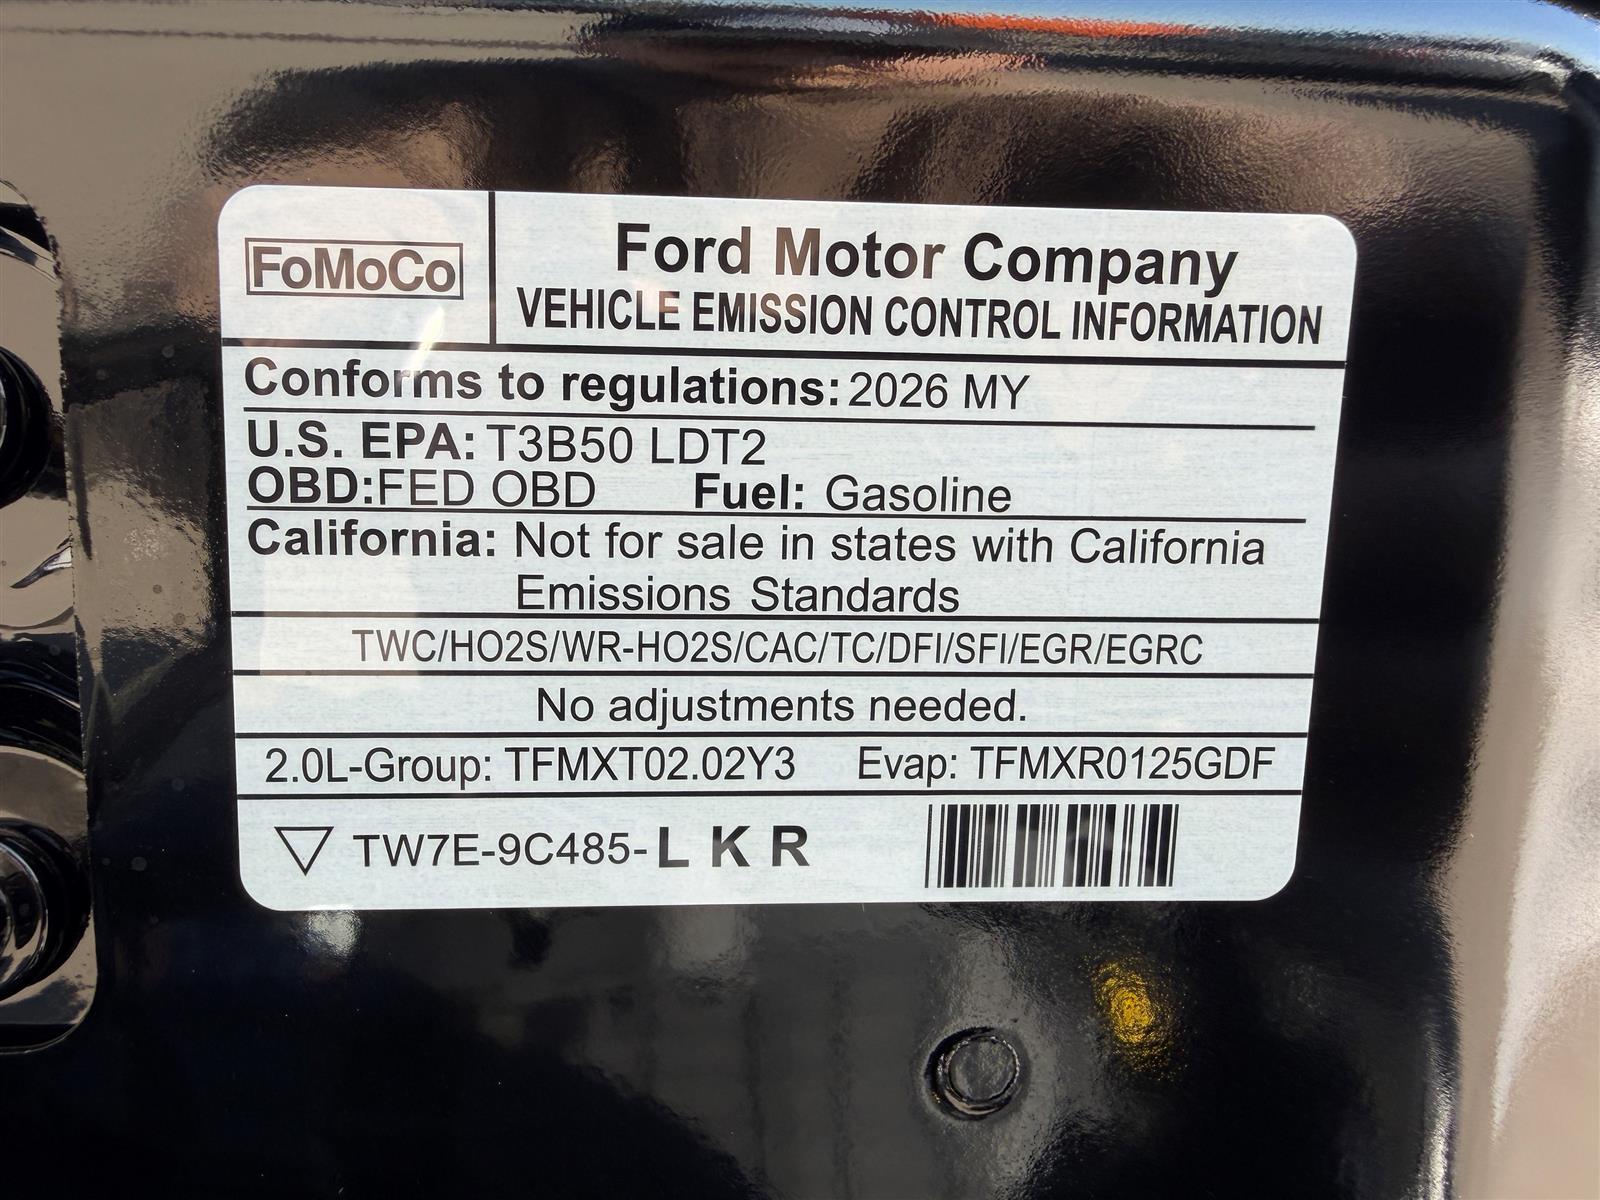 FoMoCo
Ford Motor Company
VEHICLE EMISSION CONTROL INFORMATION
Conforms to regulations: 2026 MY
U.S. EPA: T3B50 LDT2
OBD:FED OBD Fuel: Gasoline
California: Not for sale in states with California
Emissions Standards
TWC/HO2S/WR-HO2S/CAC/TC/DFI/SFI/EGR/EGRC
No adjustments needed.
2.0L-Group: TFMXT02.02Y3 Evap: TFMXR0125GDF
TW7E-9C485-LKR